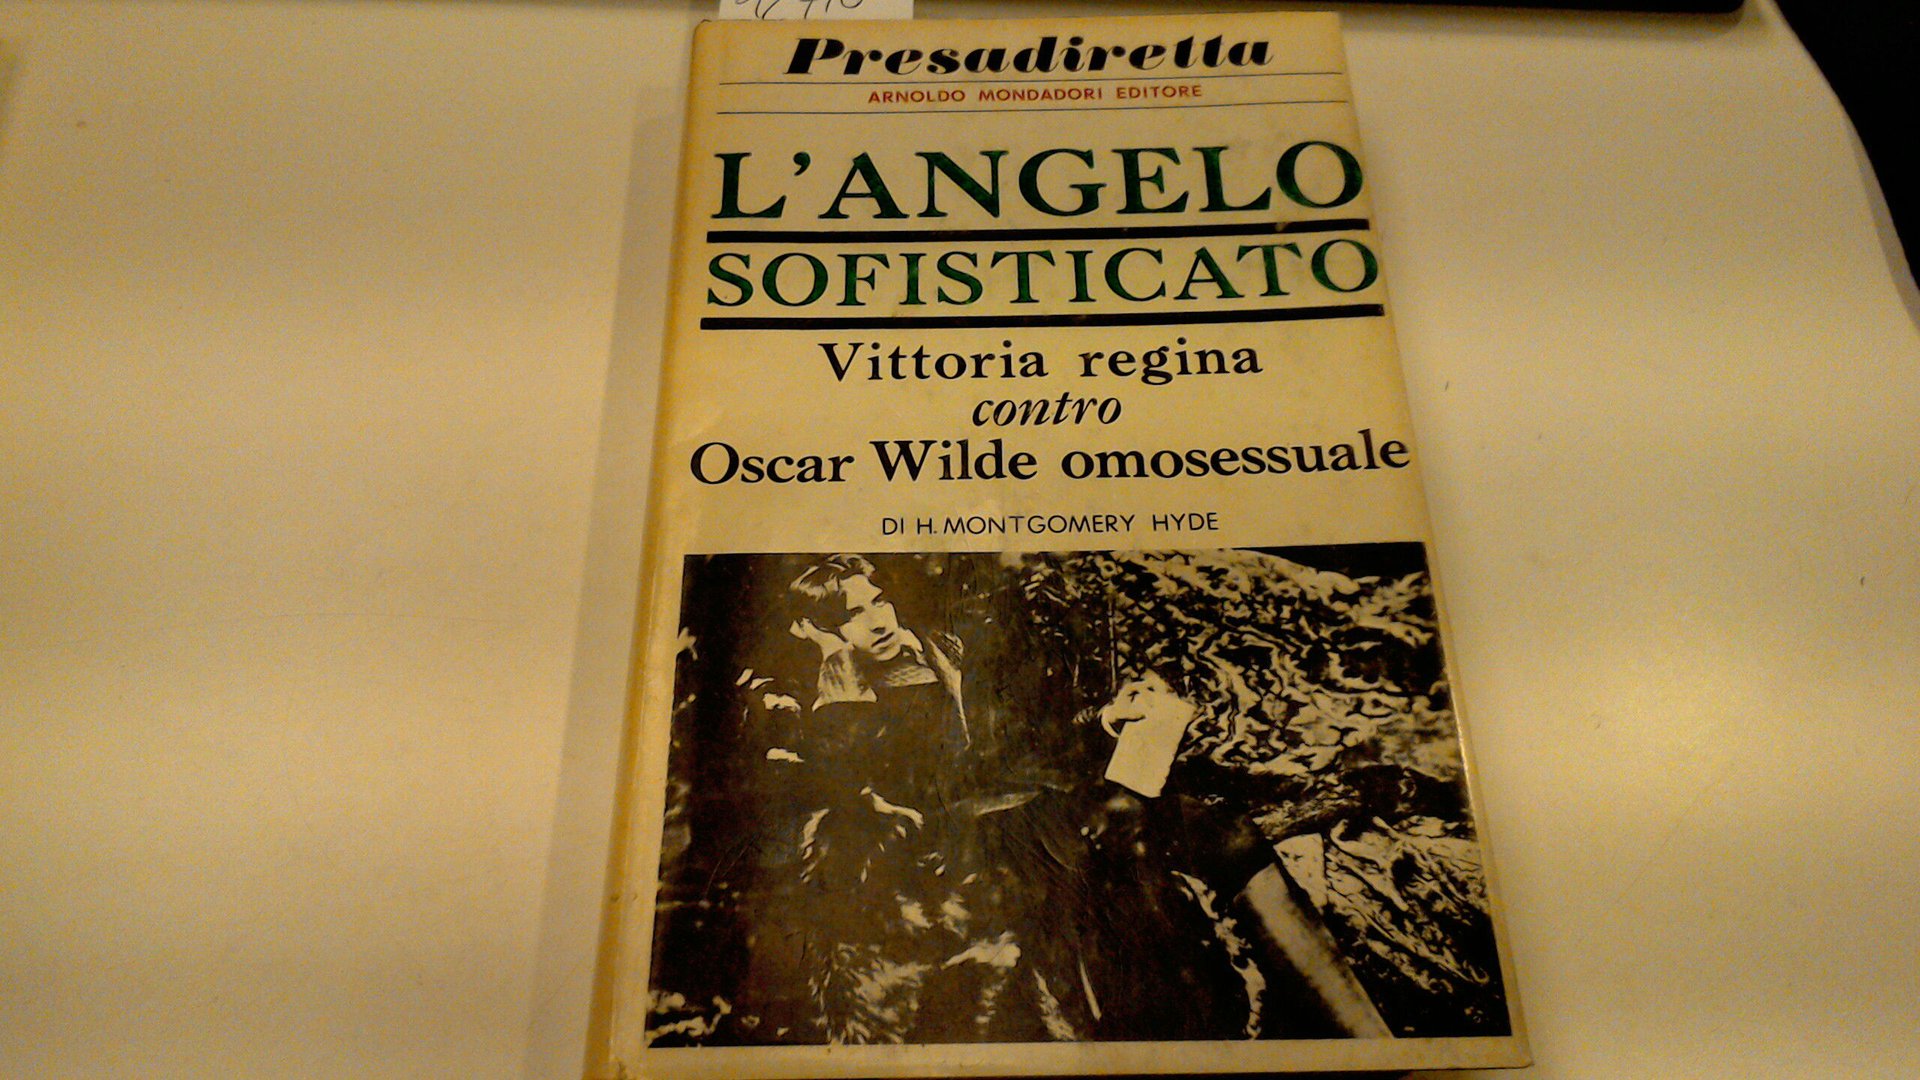 Presadiretta
ARNOLDO MONDADORI EDITORE
L'ANGELO
SOFISTICATO
Vittoria regina
contro
Oscar Wilde omosessuale
DI H. MONTGOMERY HYDE